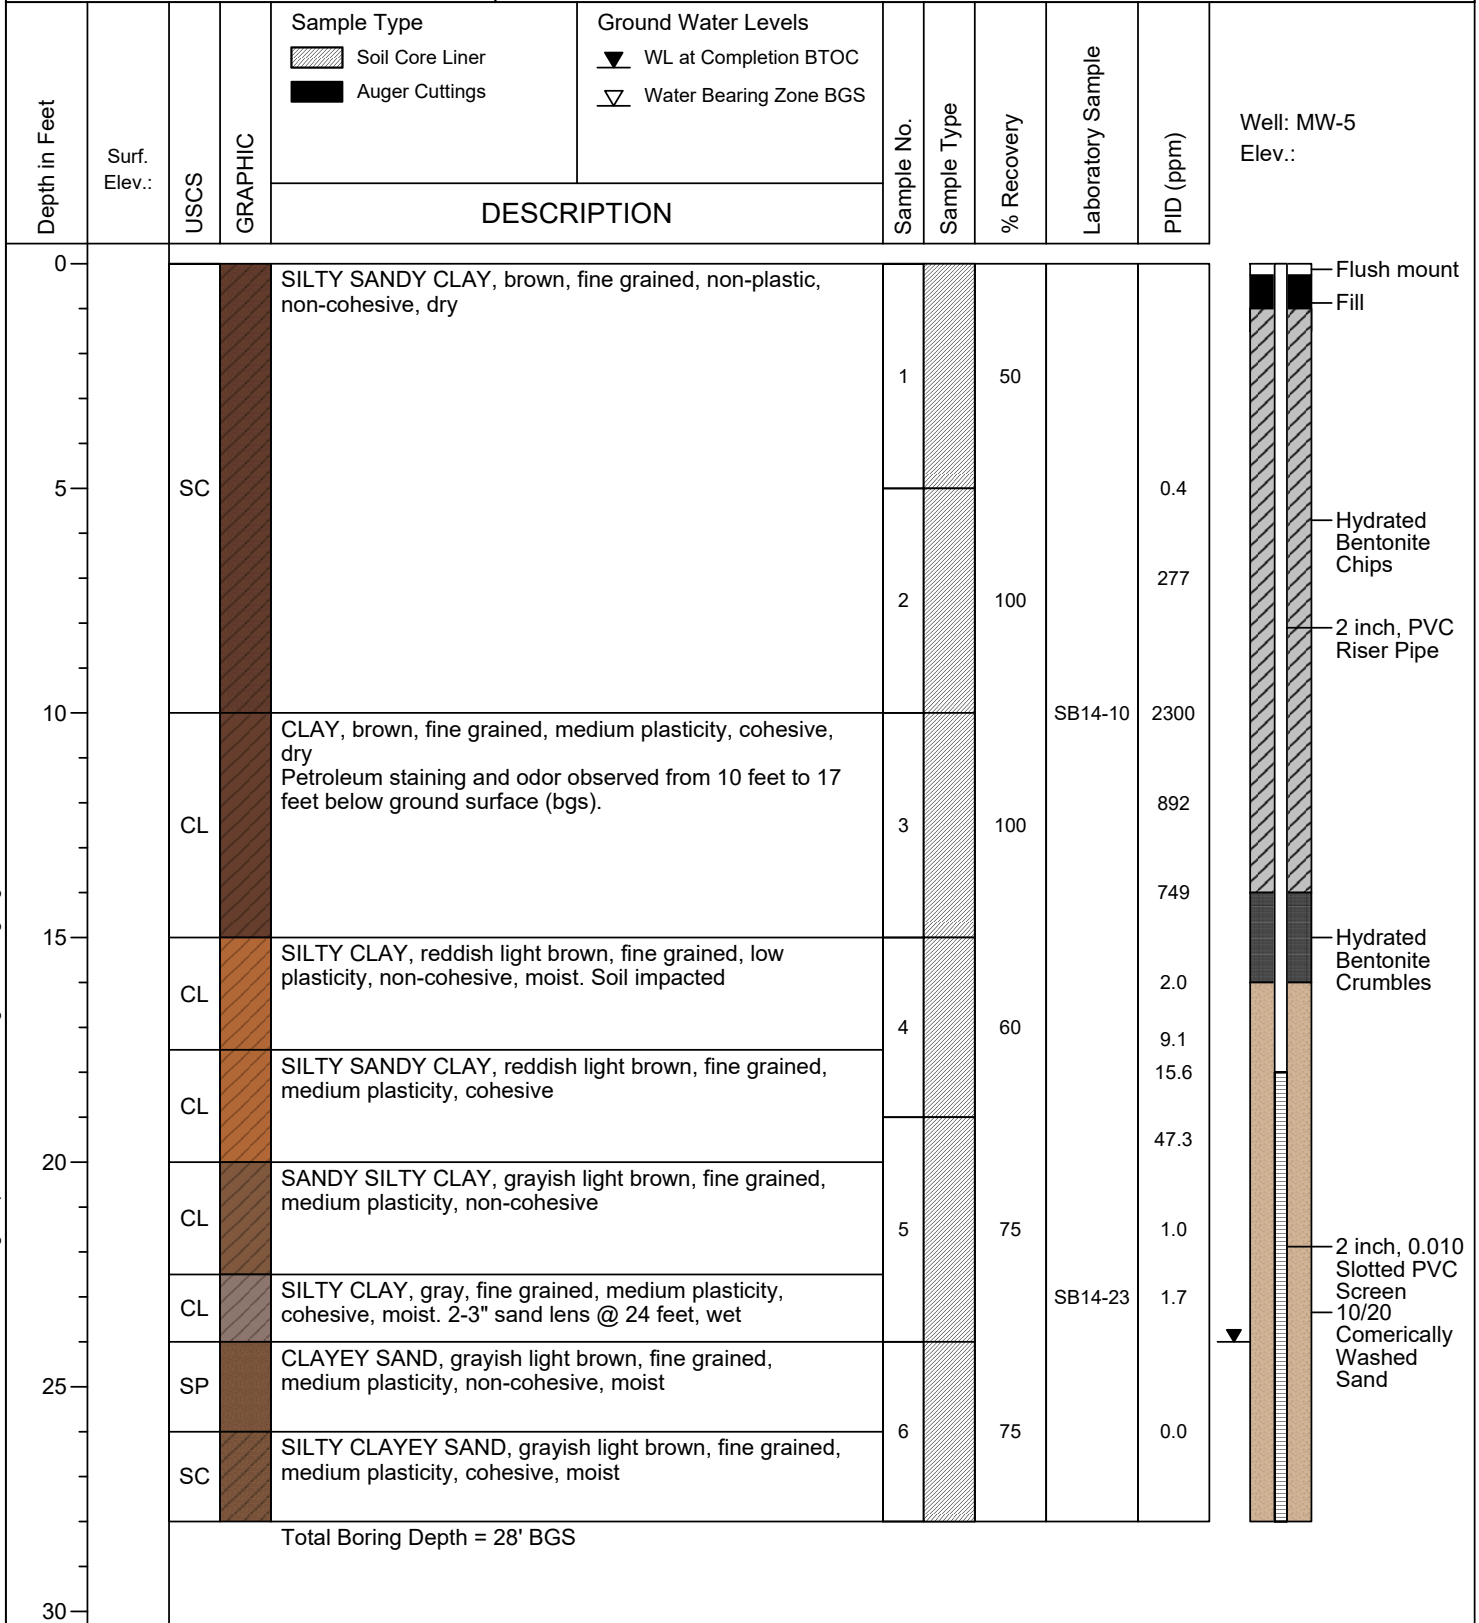 Sample Type
Soil Core Liner
Auger Cuttings
Ground Water Levels
WL at Completion BTOC
Water Bearing Zone BGS
Depth in Feet
Surf.
Elev.:
USCS
GRAPHIC
DESCRIPTION
Sample No.
Sample Type
% Recovery
Laboratory Sample
PID (ppm)
Well: MW-5
Elev.:
0
SILTY SANDY CLAY, brown, fine grained, non-plastic,
non-cohesive, dry
Flush mount
Fill
1
50
5
SC
0.4
Hydrated
Bentonite
Chips
277
2
100
2 inch, PVC
Riser Pipe
10
SB14-10
2300
CLAY, brown, fine grained, medium plasticity, cohesive,
dry
Petroleum staining and odor observed from 10 feet to 17
feet below ground surface (bgs).
892
CL
3
100
749
15
SILTY CLAY, reddish light brown, fine grained, low
plasticity, non-cohesive, moist. Soil impacted
Hydrated
Bentonite
Crumbles
CL
2.0
4
60
9.1
SILTY SANDY CLAY, reddish light brown, fine grained,
medium plasticity, cohesive
15.6
CL
47.3
20
SANDY SILTY CLAY, grayish light brown, fine grained,
medium plasticity, non-cohesive
CL
5
75
1.0
2 inch, 0.010
Slotted PVC
Screen
SILTY CLAY, gray, fine grained, medium plasticity,
cohesive, moist. 2-3" sand lens @ 24 feet, wet
CL
SB14-23
1.7
10/20
Comerically
Washed
Sand
CLAYEY SAND, grayish light brown, fine grained,
medium plasticity, non-cohesive, moist
25
SP
6
75
0.0
SILTY CLAYEY SAND, grayish light brown, fine grained,
medium plasticity, cohesive, moist
SC
Total Boring Depth = 28' BGS
30